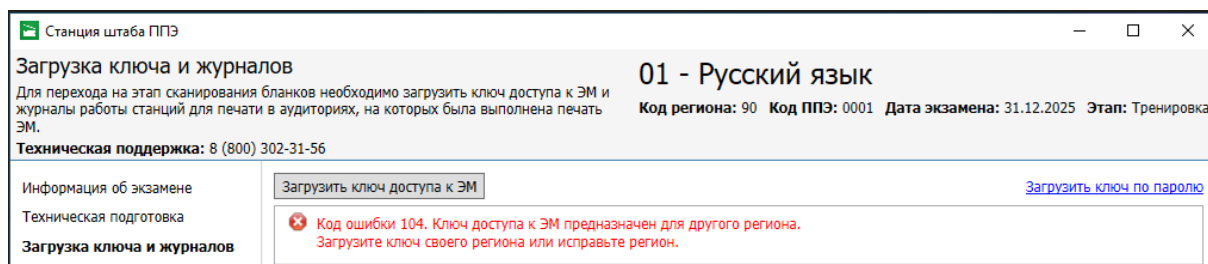 Станция штаба ППЭ
Загрузка ключа и журналов
Для перехода на этап сканирования бланков необходимо загрузить ключ доступа к ЭМ и
журналы работы станций для печати в аудиториях, на которых была выполнена печать
ЭМ.
Техническая поддержка: 8 (800) 302-31-56
01 - Русский язык
Код региона: 90 Код ППЭ: 0001 Дата экзамена: 31.12.2025 Этап: Тренировка
Информация об экзамене
Техническая подготовка
Загрузка ключа и журналов
Загрузить ключ доступа к ЭМ
Загрузить ключ по паролю
Код ошибки 104. Ключ доступа к ЭМ предназначен для другого региона.
Загрузите ключ своего региона или исправьте регион.